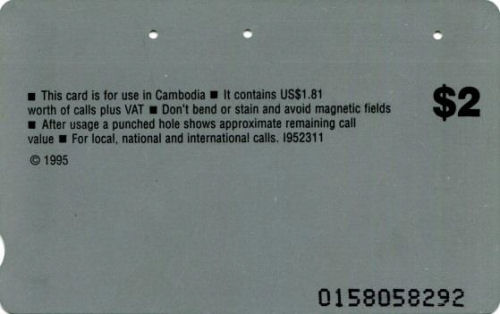 ■ This card is for use in Cambodia ■ It contains US$1.81
worth of calls plus VAT ■ Don't bend or stain and avoid magnetic fields
■ After usage a punched hole shows approximate remaining call
value ■ For local, national and international calls. I952311
© 1995
$2
0158058292